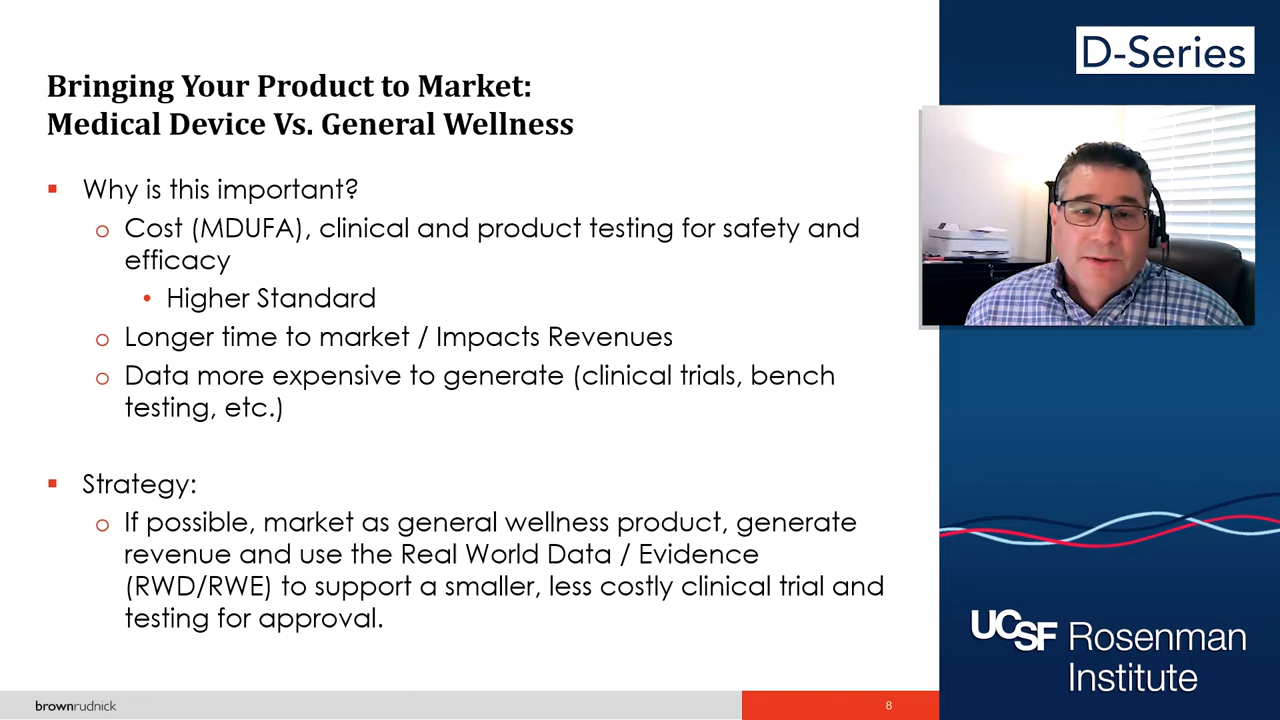 Bringing Your Product to Market:
Medical Device Vs. General Wellness
▪ Why is this important?
o Cost (MDUFA), clinical and product testing for safety and
efficacy
• Higher Standard
o Longer time to market / Impacts Revenues
o Data more expensive to generate (clinical trials, bench
testing, etc.)
▪ Strategy:
o If possible, market as general wellness product, generate
revenue and use the Real World Data / Evidence
(RWD/RWE) to support a smaller, less costly clinical trial and
testing for approval.
brownrudnick
8
D-Series
UCSF Rosenman
Institute